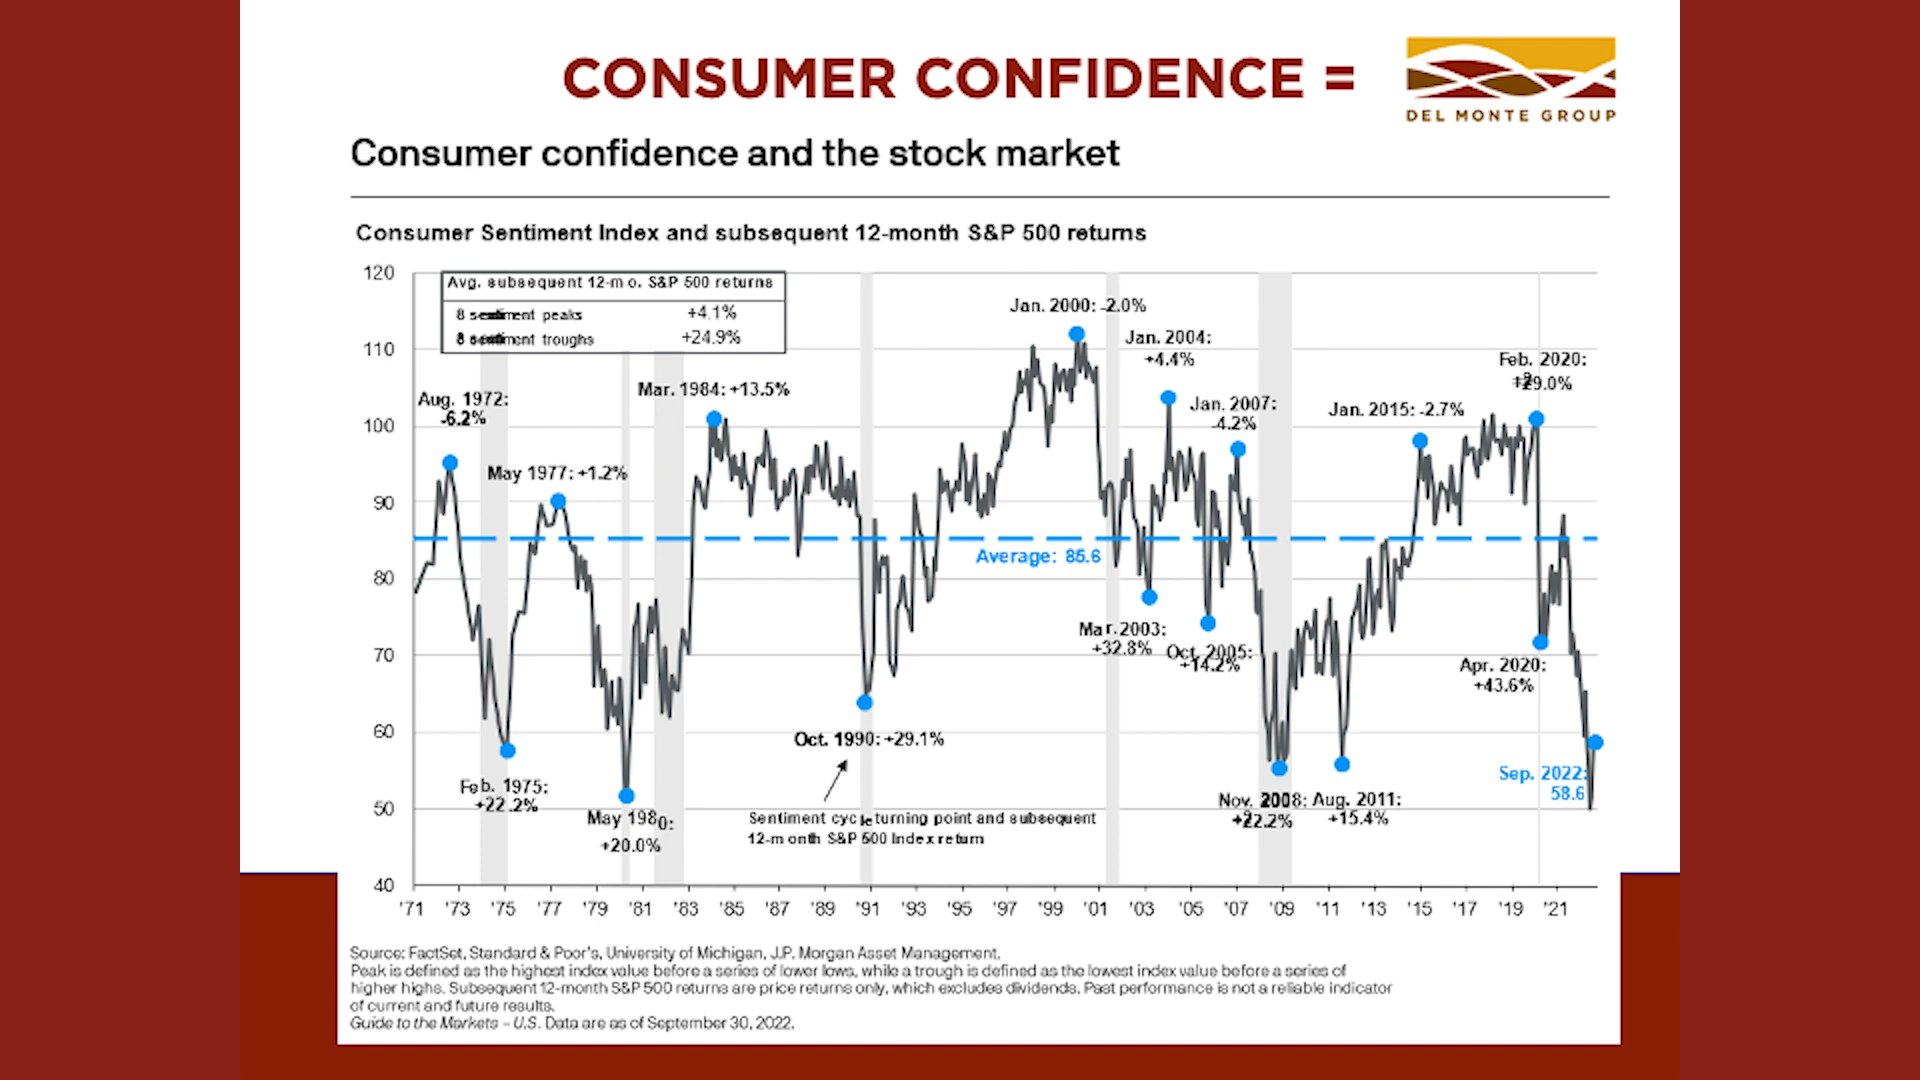 CONSUMER CONFIDENCE =
DEL MONTE GROUP
Consumer confidence and the stock market
Consumer Sentiment Index and subsequent 12-month S&P 500 returns
Avg. subsequent 12-mo. S&P 500 returns
8 sentiment peaks +4.1%
8 sentiment troughs +24.9%
120
110
100
90
80
70
60
50
40
Aug. 1972:
-6.2%
May 1977: +1.2%
Mar. 1984: +13.5%
Jan. 2000: -2.0%
Jan. 2004:
+4.4%
Jan. 2007:
-4.2%
Jan. 2015: -2.7%
Feb. 2020:
+29.0%
Average: 85.6
Feb. 1975:
+22.2%
May 1980:
+20.0%
Oct. 1990: +29.1%
Mar. 2003:
+32.8%
Oct. 2005:
+14.2%
Nov. 2008:
+22.2%
Aug. 2011:
+15.4%
Apr. 2020:
+43.6%
Sep. 2022:
58.6
Sentiment cycle turning point and subsequent
12-month S&P 500 Index return
'71 '73 '75 '77 '79 '81 '83 '85 '87 '89 '91 '93 '95 '97 '99 '01 '03 '05 '07 '09 '11 '13 '15 '17 '19 '21
Source: FactSet, Standard & Poor's, University of Michigan, J.P. Morgan Asset Management.
Peak is defined as the highest index value before a series of lower lows, while a trough is defined as the lowest index value before a series of
higher highs. Subsequent 12-month S&P 500 returns are price returns only, which excludes dividends. Past performance is not a reliable indicator
of current and future results.
Guide to the Markets – U.S. Data are as of September 30, 2022.